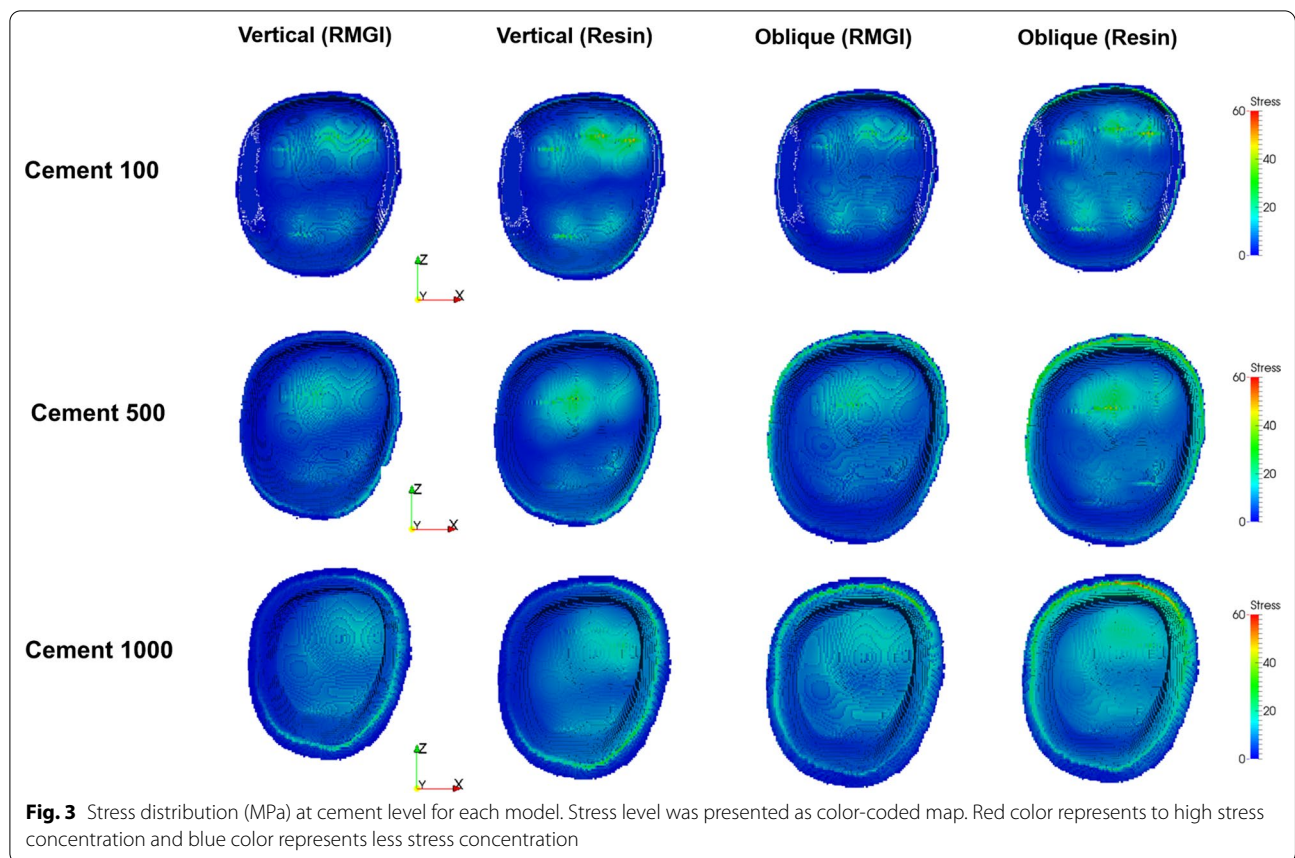 Vertical (RMGI) Vertical (Resin) Oblique (RMGI) Oblique (Resin)
Cement 100
Stress
60
40
20
0
Z
Y X
Cement 500
Stress
60
40
20
0
Z
Y X
Cement 1000
Stress
60
40
20
0
Z
Y X
Fig. 3 Stress distribution (MPa) at cement level for each model. Stress level was presented as color-coded map. Red color represents to high stress
concentration and blue color represents less stress concentration